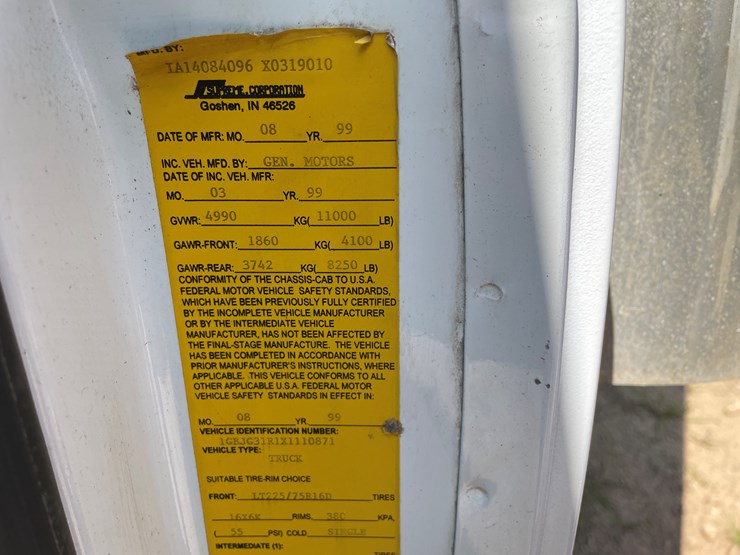 MFD. BY:
IA14084096 X0319010
SUPREME CORPORATION
Goshen, IN 46526
DATE OF MFR: MO. 08 YR. 99
INC. VEH. MFD. BY: GEN. MOTORS
DATE OF INC. VEH. MFR:
MO. 03 YR. 99
GVWR: 4990 KG( 11000 LB)
GAWR-FRONT: 1860 KG( 4100 LB)
GAWR-REAR: 3742 KG( 8250 LB)
CONFORMITY OF THE CHASSIS-CAB TO U.S.A.
FEDERAL MOTOR VEHICLE SAFETY STANDARDS,
WHICH HAVE BEEN PREVIOUSLY FULLY CERTIFIED
BY THE INCOMPLETE VEHICLE MANUFACTURER
OR BY THE INTERMEDIATE VEHICLE
MANUFACTURER, HAS NOT BEEN AFFECTED BY
THE FINAL-STAGE MANUFACTURE. THE VEHICLE
HAS BEEN COMPLETED IN ACCORDANCE WITH
PRIOR MANUFACTURER'S INSTRUCTIONS, WHERE
APPLICABLE. THIS VEHICLE CONFORMS TO ALL
OTHER APPLICABLE U.S.A. FEDERAL MOTOR
VEHICLE SAFETY STANDARDS IN EFFECT IN:
MO. 08 YR. 99
VEHICLE IDENTIFICATION NUMBER:
1GBJG31R1X1110871
VEHICLE TYPE:
TRUCK
SUITABLE TIRE-RIM CHOICE
FRONT: LT225/75R16D TIRES
16X6K RIMS 380 KPA,
( 55 PSI) COLD SINGLE
INTERMEDIATE (1):
TIRES